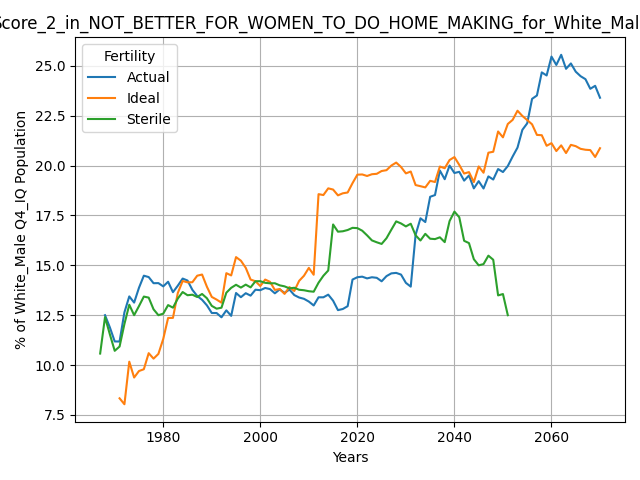 Score_2_in_NOT_BETTER_FOR_WOMEN_TO_DO_HOME_MAKING_for_White_Mal
Fertility
Actual
Ideal
Sterile
% of White_Male Q4_IQ Population
25.0
22.5
20.0
17.5
15.0
12.5
10.0
7.5
1980
2000
2020
2040
2060
Years